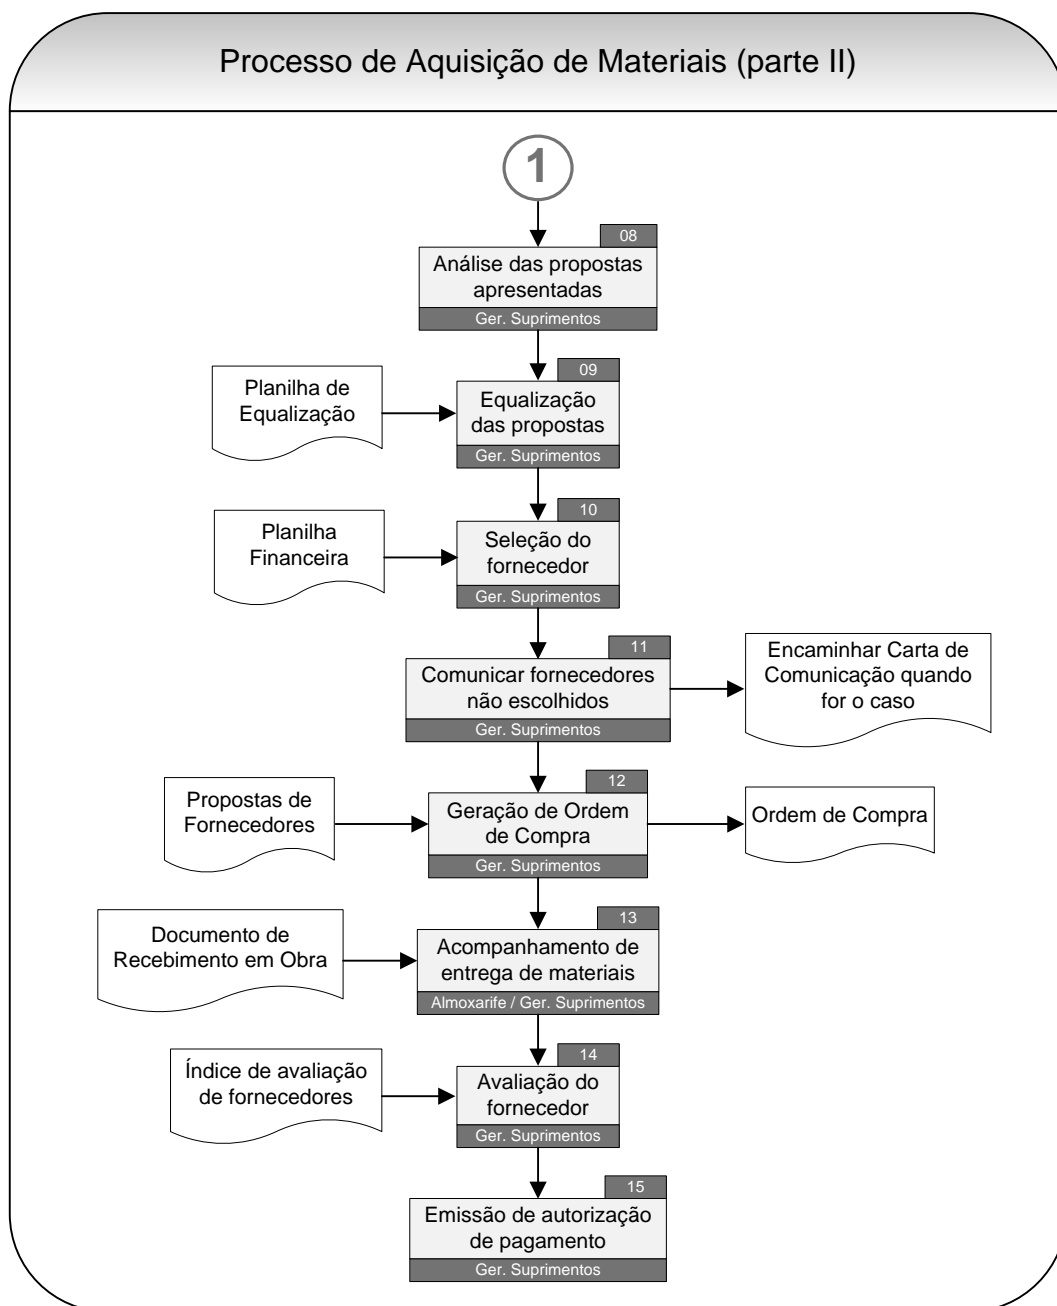 Processo de Aquisição de Materiais (parte II)
1
08
Análise das propostas
apresentadas
Ger. Suprimentos
09
Planilha de
Equalização
Equalização
das propostas
Ger. Suprimentos
10
Planilha
Financeira
Seleção do
fornecedor
Ger. Suprimentos
11
Comunicar fornecedores
não escolhidos
Ger. Suprimentos
Encaminhar Carta de
Comunicação quando
for o caso
12
Propostas de
Fornecedores
Geração de Ordem
de Compra
Ger. Suprimentos
Ordem de Compra
13
Documento de
Recebimento em Obra
Acompanhamento de
entrega de materiais
Almoxarife / Ger. Suprimentos
14
Índice de avaliação
de fornecedores
Avaliação do
fornecedor
Ger. Suprimentos
15
Emissão de autorização
de pagamento
Ger. Suprimentos